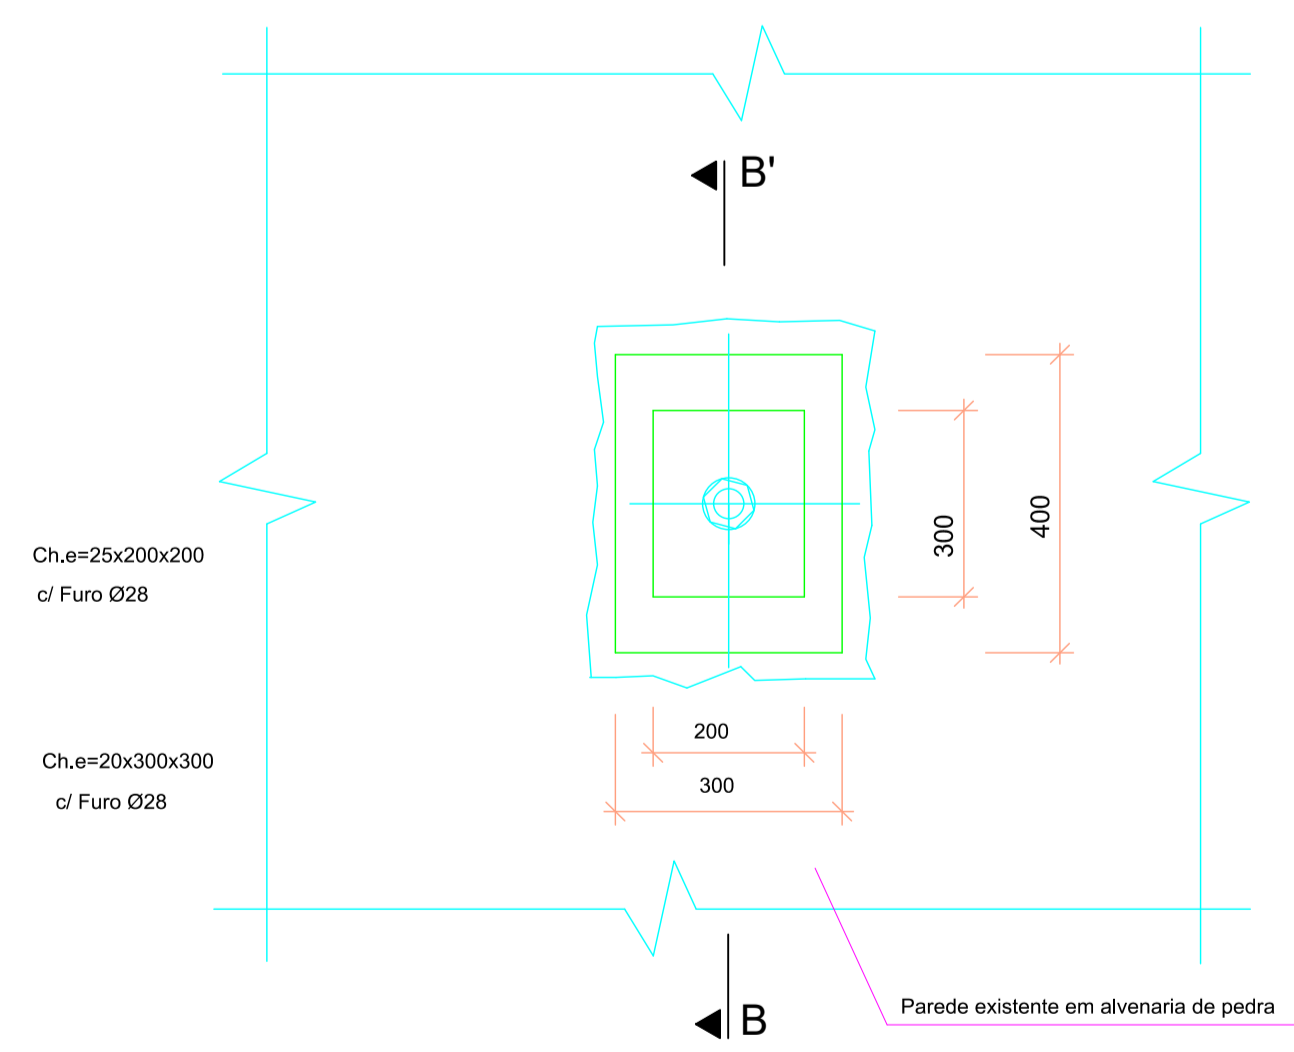 B'
300
400
Ch.e=25x200x200
c/ Furo Ø28
200
Ch.e=20x300x300
300
c/ Furo Ø28
Parede existente em alvenaria de pedra
B